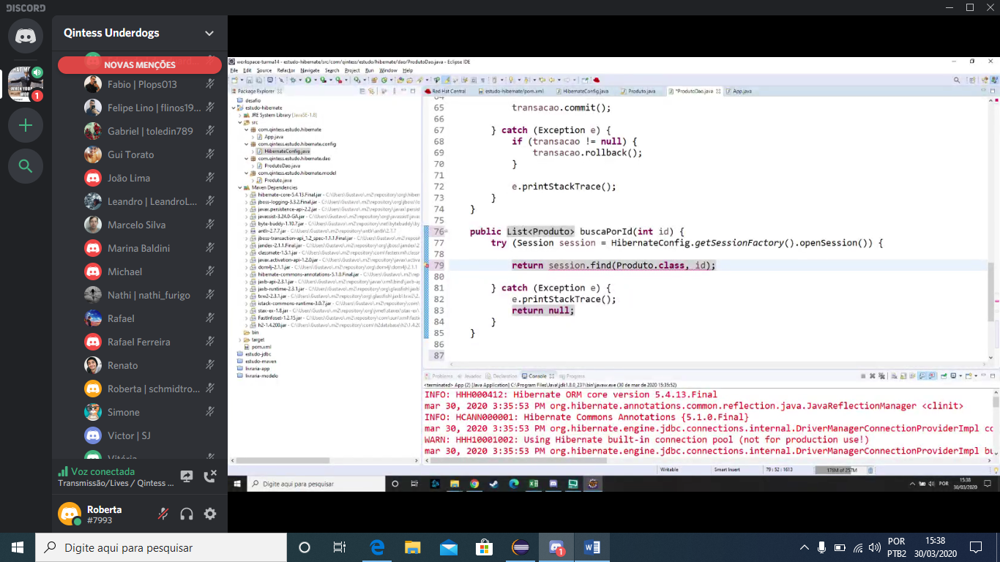 DISCORD
Qintess Underdogs
NOVAS MENÇÕES
Fabio | Plops013
Felipe Lino | flinos19...
Gabriel | toledin789
Gui Torato
João Lima
Leandro | LeandroL...
Marcelo Silva
Marina Baldini
Michael
Nathi | nathi_furigo
Rafael
Rafael Ferreira
Renato
Roberta | schmidtro...
Simone
Victor | SJ
Vitória
Voz conectada
Transmissão/Lives / Qintess ...
Roberta
#7993
1
workspace-turma14 - estudo-hibernate/src/com/qintess/estudo/hibernate/dao/ProdutoDao.java - Eclipse IDE
File Edit Source Refactor Navigate Search Project Run Window Help
Package Explorer
desafio
estudo-hibernate
JRE System Library [JavaSE-1.8]
src
com.qintess.estudo.hibernate
App.java
com.qintess.estudo.hibernate.config
HibernateConfig.java
com.qintess.estudo.hibernate.dao
ProdutoDao.java
com.qintess.estudo.hibernate.model
Produto.java
Maven Dependencies
hibernate-core-5.4.13.Final.jar - C:\Users\Gustavo\.m2\repository\org\hiber
jboss-logging-3.3.2.Final.jar - C:\Users\Gustavo\.m2\repository\org\jboss
javax.persistence-api-2.2.jar - C:\Users\Gustavo\.m2\repository\javax\persist
javassist-3.24.0-GA.jar - C:\Users\Gustavo\.m2\repository\org\javassist\javas
byte-buddy-1.10.7.jar - C:\Users\Gustavo\.m2\repository\net\bytebuddy\by
antlr-2.7.7.jar - C:\Users\Gustavo\.m2\repository\antlr\antlr\2.7.7
jboss-transaction-api_1.2_spec-1.1.1.Final.jar - C:\Users\Gustavo\.m2\repo
jandex-2.1.1.Final.jar - C:\Users\Gustavo\.m2\repository\org\jboss\jandex\2.
classmate-1.5.1.jar - C:\Users\Gustavo\.m2\repository\com\fasterxml\classm
javax.activation-api-1.2.0.jar - C:\Users\Gustavo\.m2\repository\javax\activa
dom4j-2.1.1.jar - C:\Users\Gustavo\.m2\repository\org\dom4j\dom4j\2.1.1
hibernate-commons-annotations-5.1.0.Final.jar - C:\Users\Gustavo\.m2\rep
jaxb-api-2.3.1.jar - C:\Users\Gustavo\.m2\repository\javax\xml\bind\jaxb-api
jaxb-runtime-2.3.1.jar - C:\Users\Gustavo\.m2\repository\org\glassfish\jaxb
txw2-2.3.1.jar - C:\Users\Gustavo\.m2\repository\org\glassfish\jaxb\txw2\2.3
istack-commons-runtime-3.0.7.jar - C:\Users\Gustavo\.m2\repository\com\s
stax-ex-1.8.jar - C:\Users\Gustavo\.m2\repository\org\jvnet\staxex\stax-ex\1
FastInfoset-1.2.15.jar - C:\Users\Gustavo\.m2\repository\com\sun\xml\fastinf
h2-1.4.200.jar - C:\Users\Gustavo\.m2\repository\com\h2database\h2\1.4.20
bin
target
pom.xml
estudo-jdbc
estudo-maven
livraria-app
livraria-modelo
Red Hat Central
estudo-hibernate/pom.xml
HibernateConfig.java
Produto.java
*ProdutoDao.java
App.java
64
65 transacao.commit();
66
67 } catch (Exception e) {
68 if (transacao != null) {
69 transacao.rollback();
70 }
71
72 e.printStackTrace();
73 }
74 }
75
76 public List<Produto> buscaPorId(int id) {
77 try (Session session = HibernateConfig.getSessionFactory().openSession()) {
78
79 return session.find(Produto.class, id);
80
81 } catch (Exception e) {
82 e.printStackTrace();
83 return null;
84 }
85 }
86
87
Problems Javadoc Declaration Console Progress
<terminated> App (2) [Java Application] C:\Program Files\Java\jdk1.8.0_231\bin\javaw.exe (30 de mar de 2020 15:35:52)
INFO: HHH000412: Hibernate ORM core version 5.4.13.Final
mar 30, 2020 3:35:53 PM org.hibernate.annotations.common.reflection.java.JavaReflectionManager <clinit>
INFO: HCANN000001: Hibernate Commons Annotations {5.1.0.Final}
mar 30, 2020 3:35:53 PM org.hibernate.engine.jdbc.connections.internal.DriverManagerConnectionProviderImpl co
WARN: HHH10001002: Using Hibernate built-in connection pool (not for production use!)
mar 30, 2020 3:35:53 PM org.hibernate.engine.jdbc.connections.internal.DriverManagerConnectionProviderImpl bu
Writable Smart Insert 79 : 52 : 1613 176M of 257M
Digite aqui para pesquisar
POR
15:38
30/03/2020
Digite aqui para pesquisar
1
POR
PTB2
15:38
30/03/2020